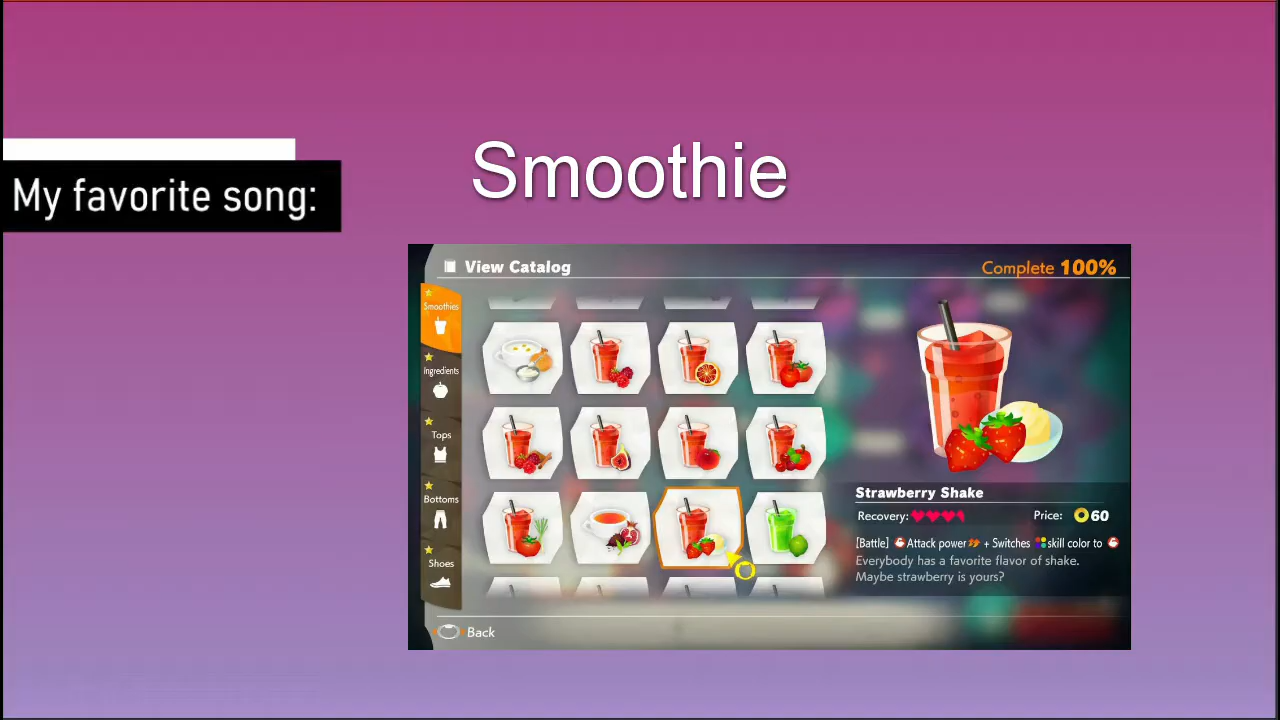 Smoothie
My favorite song:
View Catalog
Complete 100%
Smoothies
Ingredients
Tops
Bottoms
Shoes
Strawberry Shake
Recovery:
Price: 60
[Battle] Attack power + Switches skill color to
Everybody has a favorite flavor of shake.
Maybe strawberry is yours?
Back